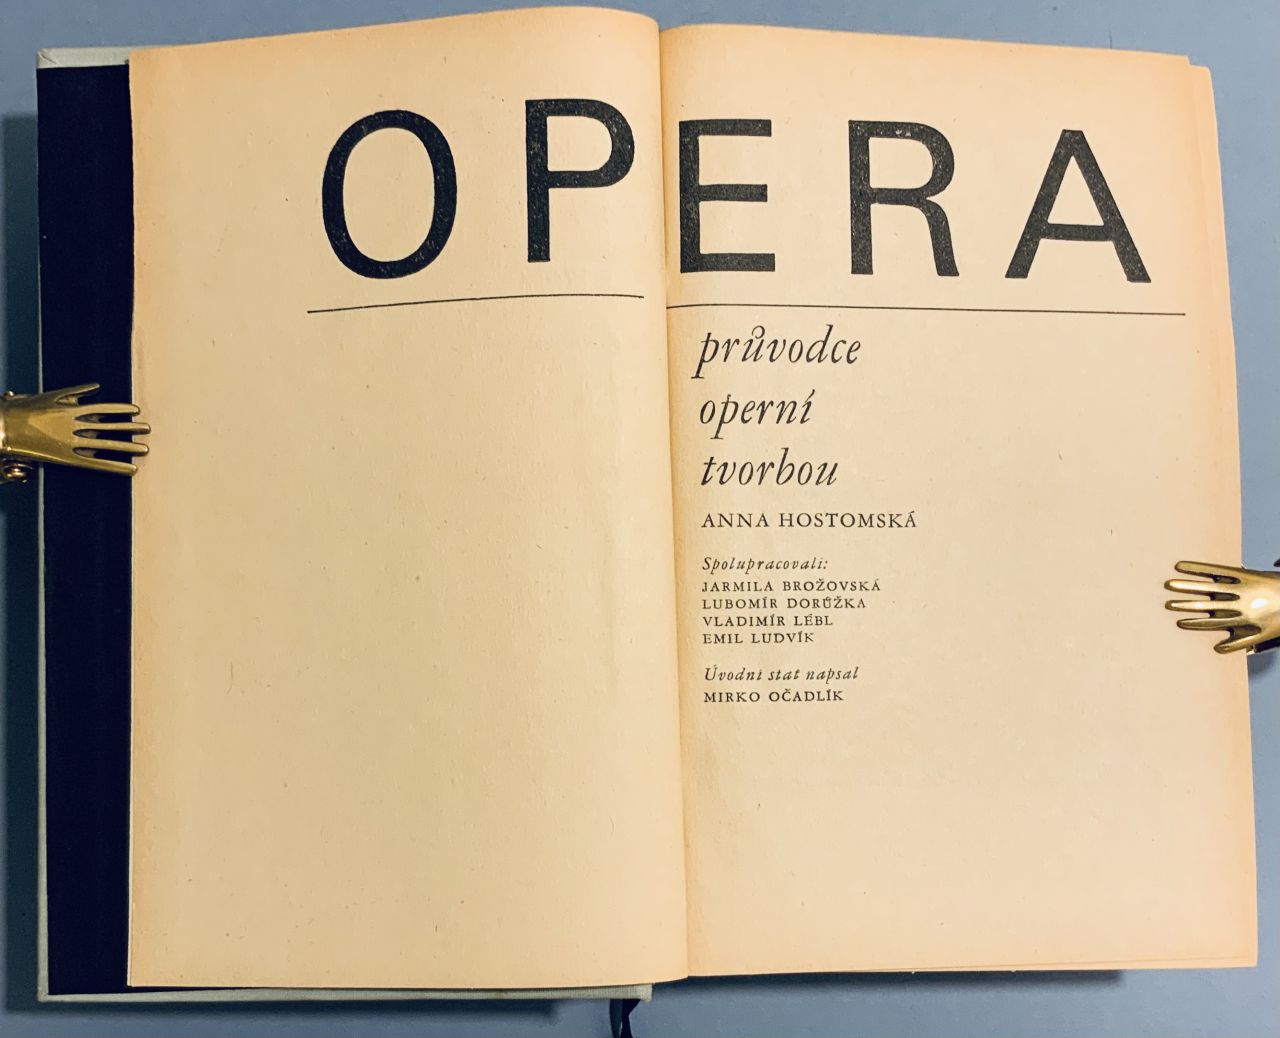 OPERA
průvodce
operní
tvorbou
ANNA HOSTOMSKÁ
Spolupracovali:
JARMILA BROŽOVSKÁ
LUBOMÍR DORŮŽKA
VLADIMÍR LÉBL
EMIL LUDVÍK
Úvodní stať napsal
MIRKO OČADLÍK